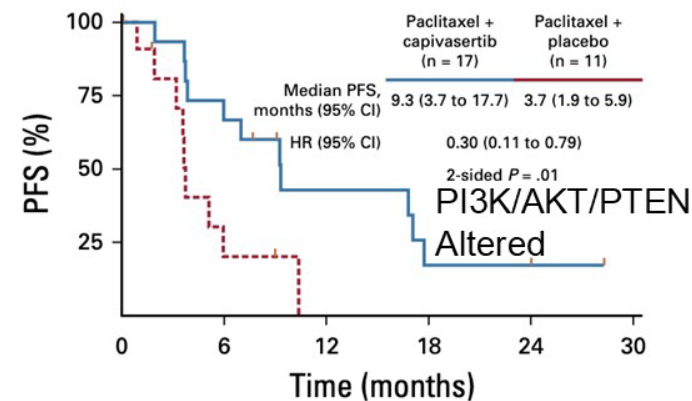 Paclitaxel + Paclitaxel +
capivasertib placebo
(n = 17) (n = 11)
Median PFS,
months (95% CI) 9.3 (3.7 to 17.7) 3.7 (1.9 to 5.9)
HR (95% CI) 0.30 (0.11 to 0.79)
2-sided P = .01
PI3K/AKT/PTEN
Altered
PFS (%)
100
75
50
25
0 6 12 18 24 30
Time (months)